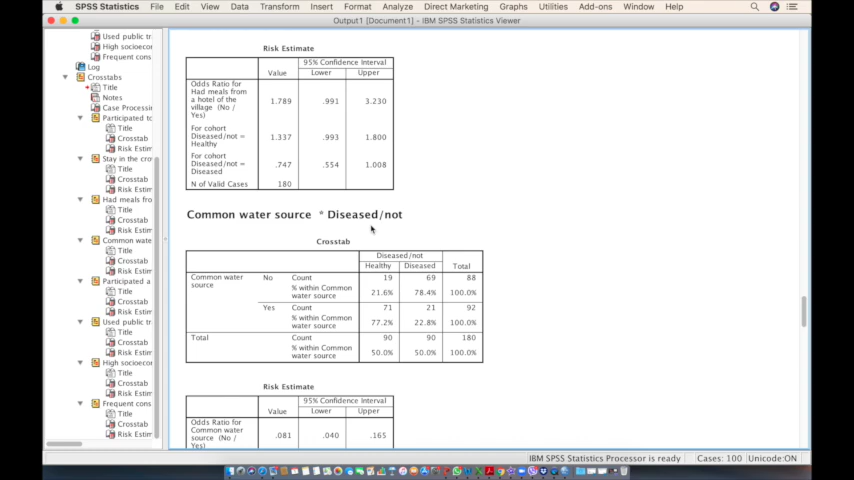 SPSS Statistics File Edit View Data Transform Insert Format Analyze Direct Marketing Graphs Utilities Add-ons Window Help
Output1 [Document1] - IBM SPSS Statistics Viewer
Used public tr
High socioecor
Frequent cons
Log
Crosstabs
Title
Notes
Case Processin
Participated to
Title
Crosstab
Risk Estim
Stay in the cro
Title
Crosstab
Risk Estim
Had meals fro
Title
Crosstab
Risk Estim
Common wate
Title
Crosstab
Risk Estim
Participated a
Title
Crosstab
Risk Estim
Used public tr
Title
Crosstab
Risk Estim
High socioecor
Title
Crosstab
Risk Estim
Frequent cons
Title
Crosstab
Risk Estim
Risk Estimate
95% Confidence Interval
Value Lower Upper
Odds Ratio for
Had meals from
a hotel of the
village (No /
Yes)
1.789 .991 3.230
For cohort
Diseased/not =
Healthy
1.337 .993 1.800
For cohort
Diseased/not =
Diseased
.747 .554 1.008
N of Valid Cases 180
Common water source * Diseased/not
Crosstab
Diseased/not
Healthy Diseased Total
Common water
source
No Count 19 69 88
% within Common
water source
21.6% 78.4% 100.0%
Yes Count 71 21 92
% within Common
water source
77.2% 22.8% 100.0%
Total Count 90 90 180
% within Common
water source
50.0% 50.0% 100.0%
Risk Estimate
95% Confidence Interval
Value Lower Upper
Odds Ratio for
Common water
source (No /
Yes)
.081 .040 .165
IBM SPSS Statistics Processor is ready Cases: 100 Unicode:ON